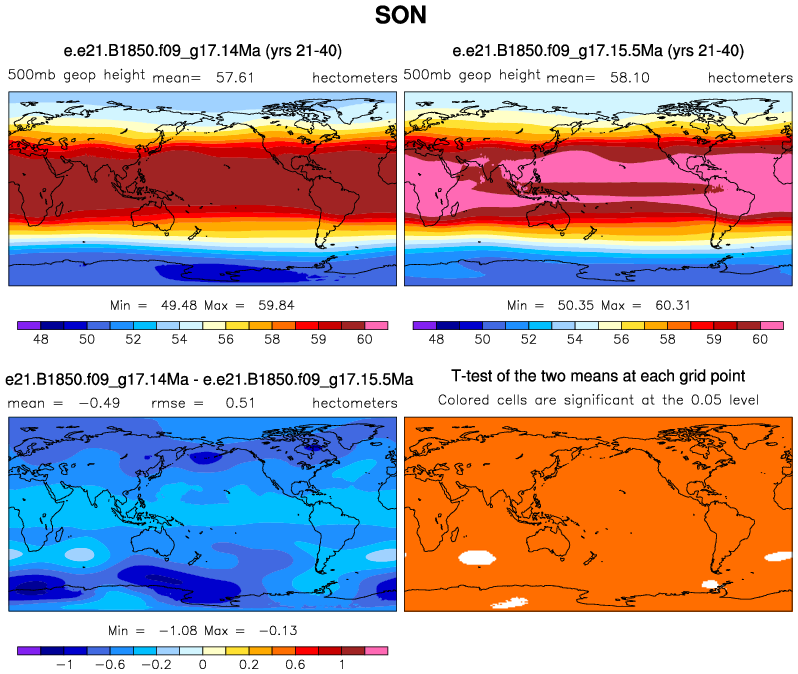 SON
e.e21.B1850.f09_g17.14Ma (yrs 21-40)
500mb geop height mean= 57.61 hectometers
Min = 49.48 Max = 59.84
48 50 52 54 56 58 59 60
e.e21.B1850.f09_g17.15.5Ma (yrs 21-40)
500mb geop height mean= 58.10 hectometers
Min = 50.35 Max = 60.31
48 50 52 54 56 58 59 60
e21.B1850.f09_g17.14Ma - e.e21.B1850.f09_g17.15.5Ma
mean = -0.49 rmse = 0.51 hectometers
Min = -1.08 Max = -0.13
-1 -0.6 -0.2 0 0.2 0.6 1
T-test of the two means at each grid point
Colored cells are significant at the 0.05 level